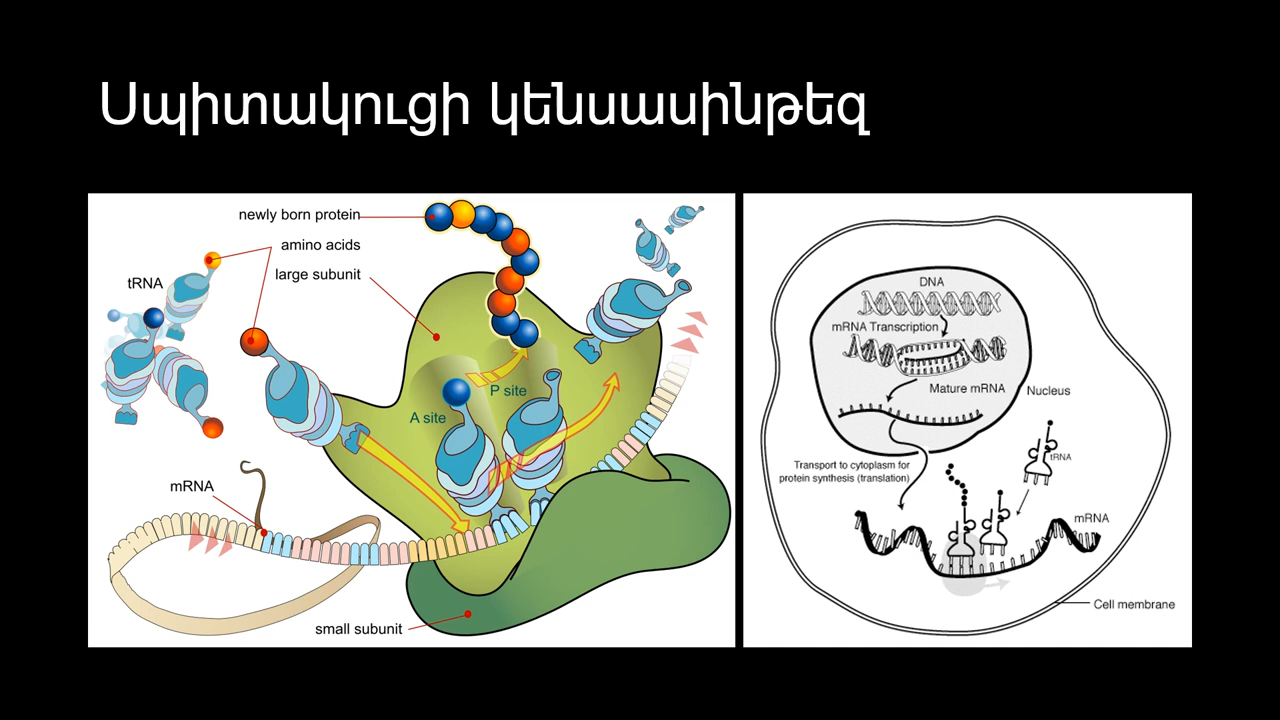 Սպիտակուցի կենսասինթեզ
newly born protein
amino acids
large subunit
tRNA
A site
P site
mRNA
small subunit
DNA
mRNA Transcription
Mature mRNA
Nucleus
Transport to cytoplasm for
protein synthesis (translation)
tRNA
mRNA
Cell membrane